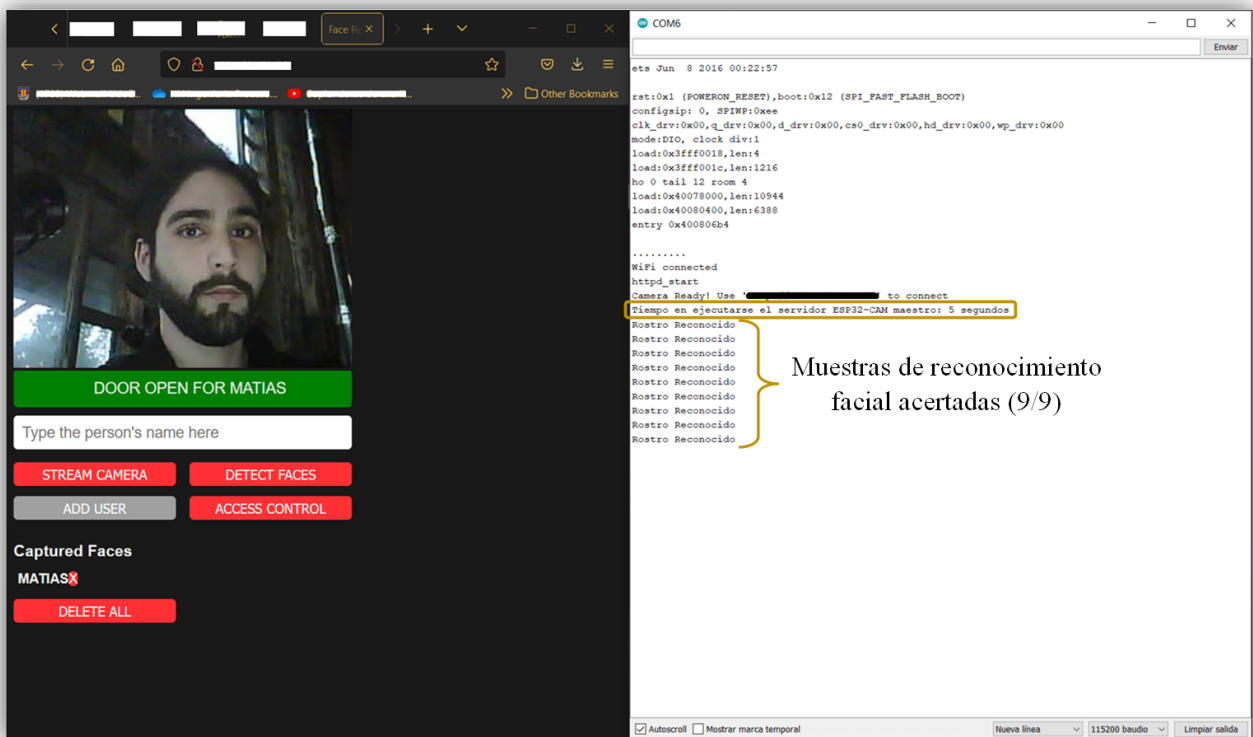 Face Re
Other Bookmarks
DOOR OPEN FOR MATIAS
Type the person's name here
STREAM CAMERA
DETECT FACES
ADD USER
ACCESS CONTROL
Captured Faces
MATIASX
DELETE ALL
COM6
Enviar
ets Jun  8 2016 00:22:57
rst:0x1 (POWERON_RESET),boot:0x12 (SPI_FAST_FLASH_BOOT)
configsip: 0, SPIWP:0xee
clk_drv:0x00,q_drv:0x00,d_drv:0x00,cs0_drv:0x00,hd_drv:0x00,wp_drv:0x00
mode:DIO, clock div:1
load:0x3fff0018,len:4
load:0x3fff001c,len:1216
ho 0 tail 12 room 4
load:0x40078000,len:10944
load:0x40080400,len:6388
entry 0x400806b4
.........
WiFi connected
httpd_start
Camera Ready! Use ' ' to connect
Tiempo en ejecutarse el servidor ESP32-CAM maestro: 5 segundos
Rostro Reconocido
Rostro Reconocido
Rostro Reconocido
Rostro Reconocido
Rostro Reconocido
Rostro Reconocido
Rostro Reconocido
Rostro Reconocido
Rostro Reconocido
Muestras de reconocimiento
facial acertadas (9/9)
Autoscroll
Mostrar marca temporal
Nueva línea
115200 baudio
Limpiar salida